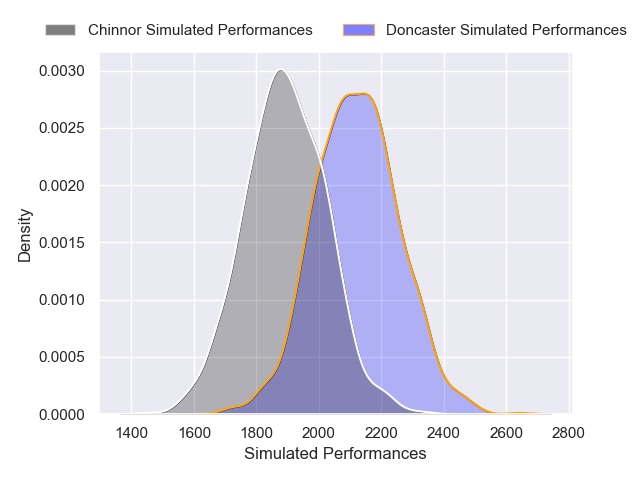 Chinnor Simulated Performances Doncaster Simulated Performances
0.0030
0.0025
0.0020
0.0015
0.0010
0.0005
0.0000
Density
1400 1600 1800 2000 2200 2400 2600 2800
Simulated Performances